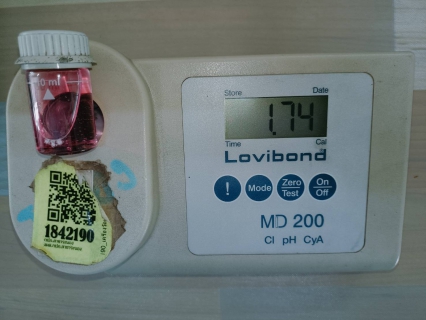 10 ml
Store Date
1.74
Time Cal
Lovibond
! Mode Zero Test On Off
MD 200
Cl pH CyA
1842190